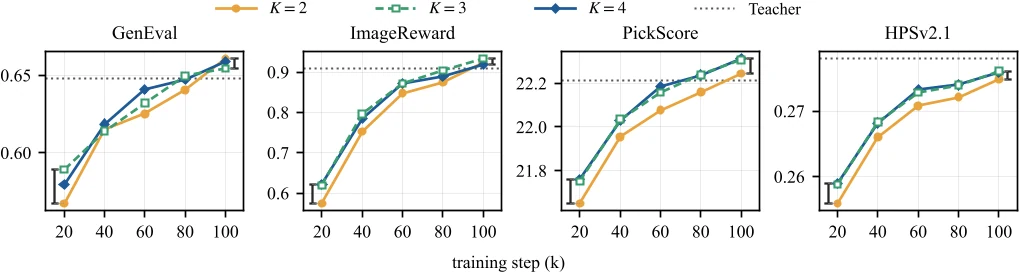 K = 2 K = 3 K = 4 Teacher
GenEval ImageReward PickScore HPSv2.1
0.65
0.60
20 40 60 80 100
0.9
0.8
0.7
0.6
20 40 60 80 100
22.2
22.0
21.8
20 40 60 80 100
0.27
0.26
20 40 60 80 100
training step (k)